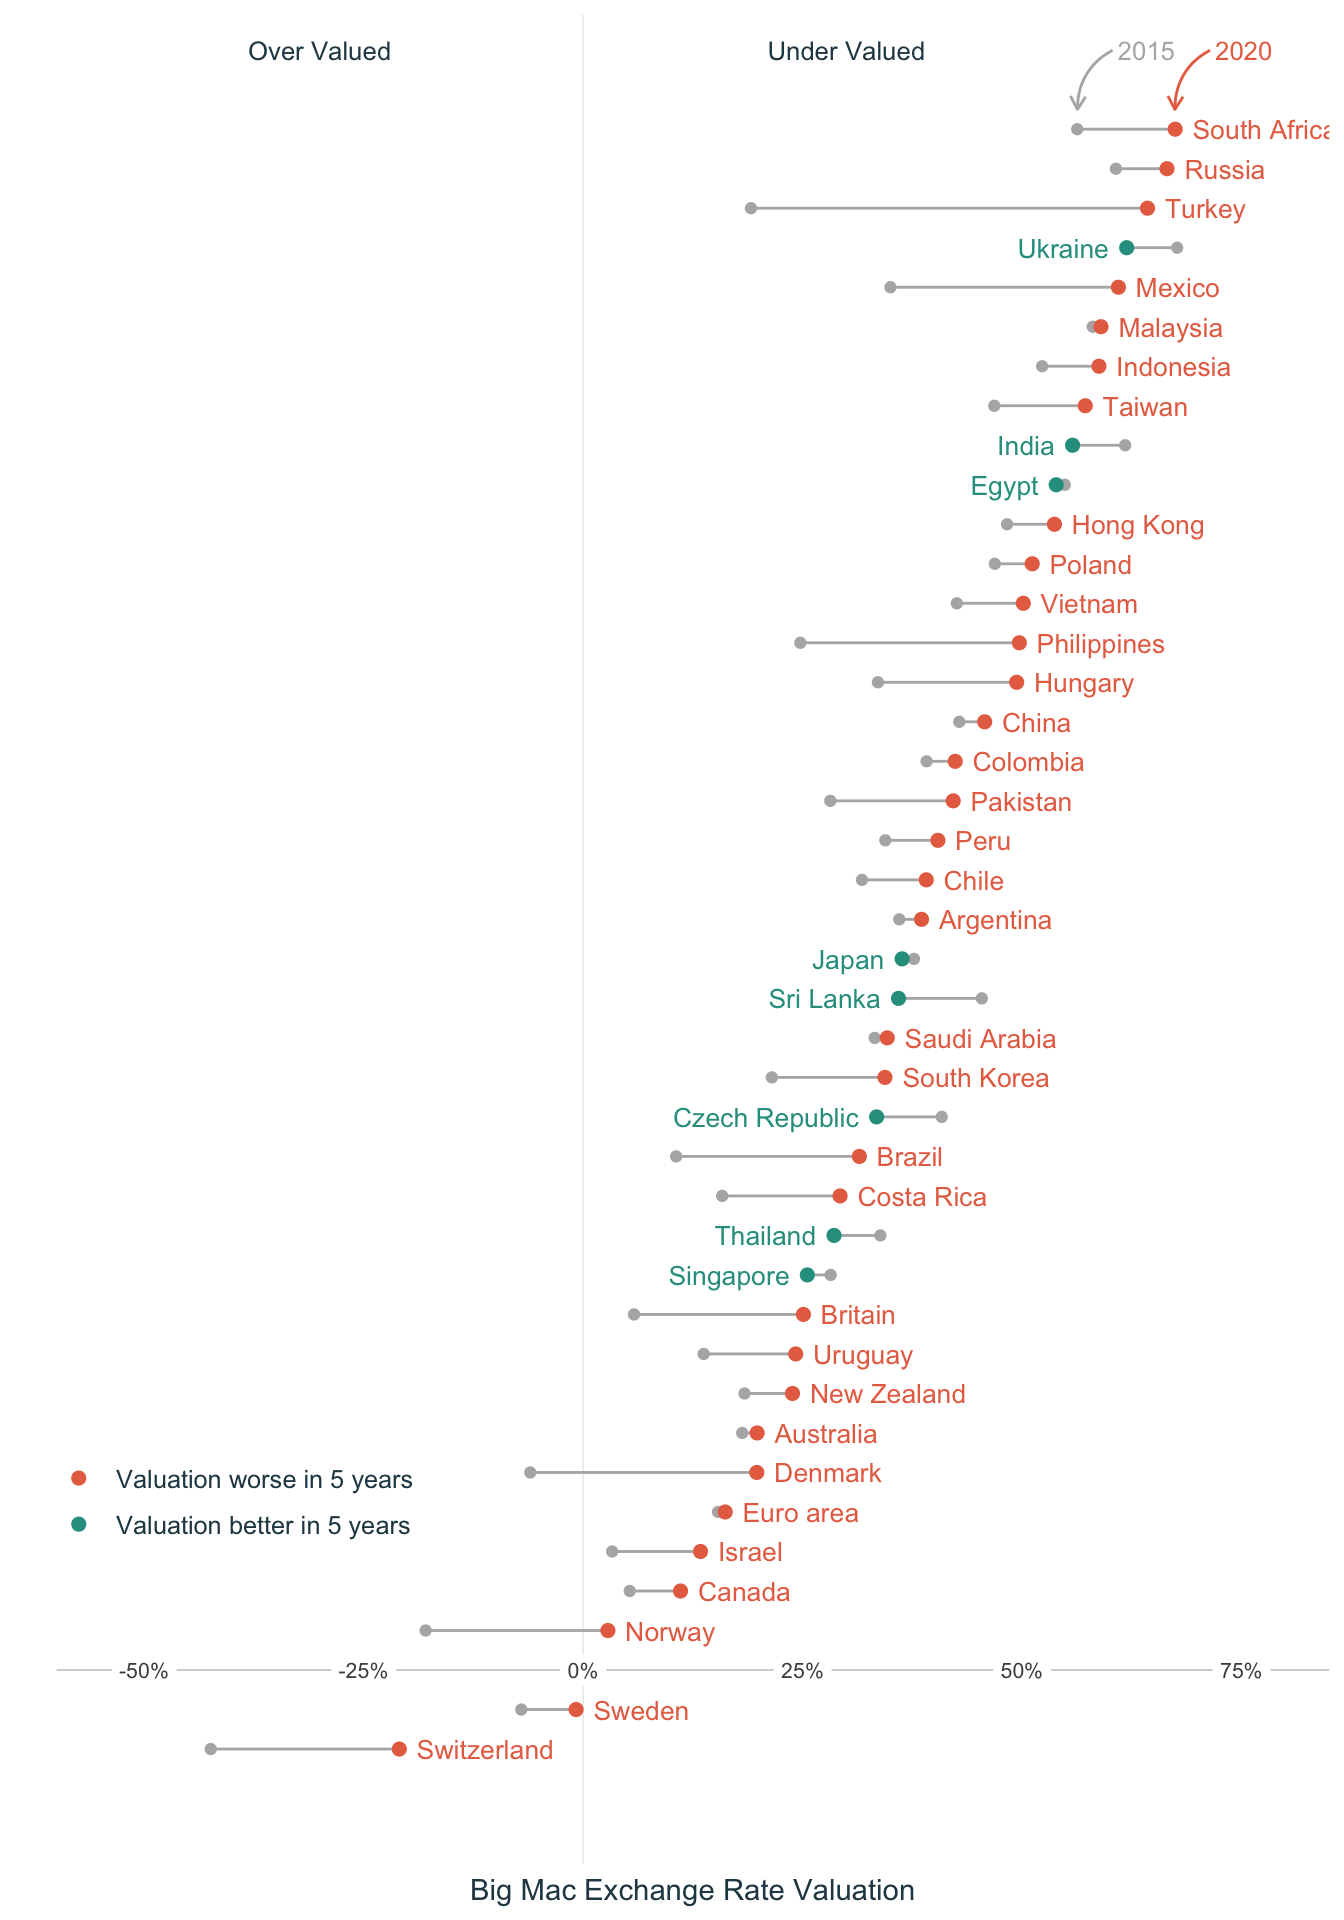 Over Valued
Under Valued
2015
2020
South Africa
Russia
Turkey
Ukraine
Mexico
Malaysia
Indonesia
Taiwan
India
Egypt
Hong Kong
Poland
Vietnam
Philippines
Hungary
China
Colombia
Pakistan
Peru
Chile
Argentina
Japan
Sri Lanka
Saudi Arabia
South Korea
Czech Republic
Brazil
Costa Rica
Thailand
Singapore
Britain
Uruguay
New Zealand
Australia
Denmark
Euro area
Israel
Canada
Norway
Valuation worse in 5 years
Valuation better in 5 years
-50% -25% 0% 25% 50% 75%
Sweden
Switzerland
Big Mac Exchange Rate Valuation